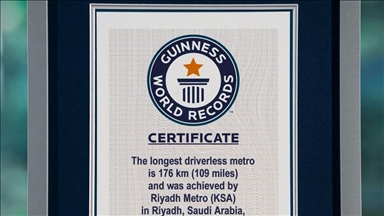 GUINNESS
WORLD RECORDS
CERTIFICATE
The longest driverless metro
is 176 km (109 miles)
and was achieved by
Riyadh Metro (KSA)
in Riyadh, Saudi Arabia,